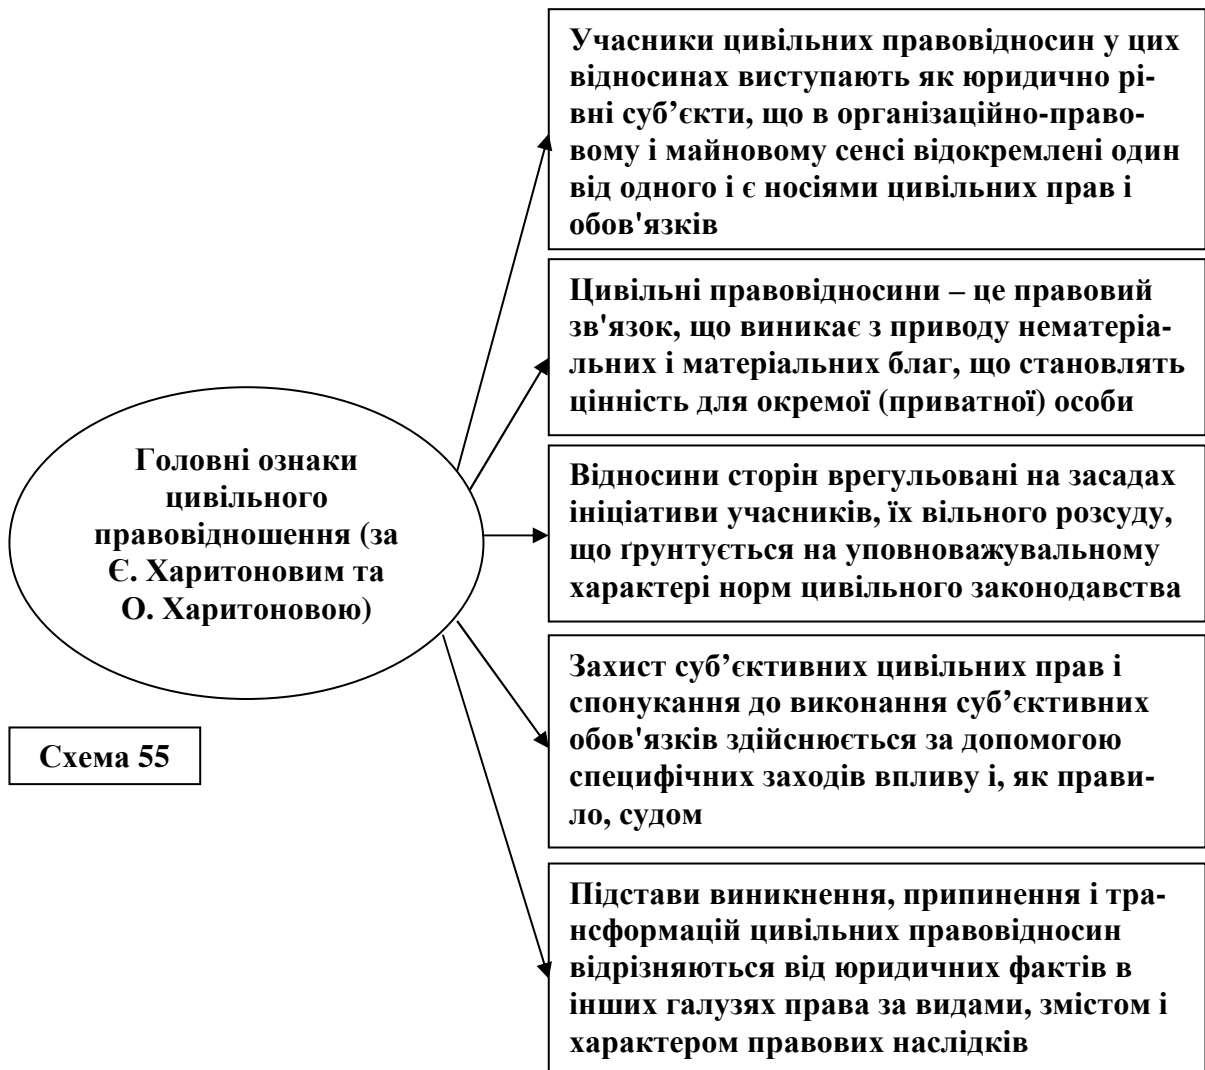 Учасники цивільних правовідносин у цих
відносинах виступають як юридично рі-
вні суб’єкти, що в організаційно-право-
вому і майновому сенсі відокремлені один
від одного і є носіями цивільних прав і
обов'язків
Цивільні правовідносини – це правовий
зв'язок, що виникає з приводу нематеріа-
льних і матеріальних благ, що становлять
цінність для окремої (приватної) особи
Головні ознаки
цивільного
правовідношення (за
Є. Харитоновим та
О. Харитоновою)
Відносини сторін врегульовані на засадах
ініціативи учасників, їх вільного розсуду,
що ґрунтується на уповноважувальному
характері норм цивільного законодавства
Захист суб’єктивних цивільних прав і
спонукання до виконання суб’єктивних
обов'язків здійснюється за допомогою
специфічних заходів впливу і, як прави-
ло, судом
Схема 55
Підстави виникнення, припинення і тра-
нсформацій цивільних правовідносин
відрізняються від юридичних фактів в
інших галузях права за видами, змістом і
характером правових наслідків